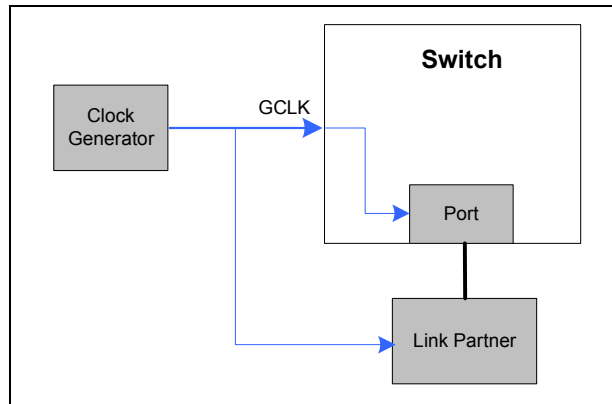 Switch
Clock
Generator
GCLK
Port
Link Partner